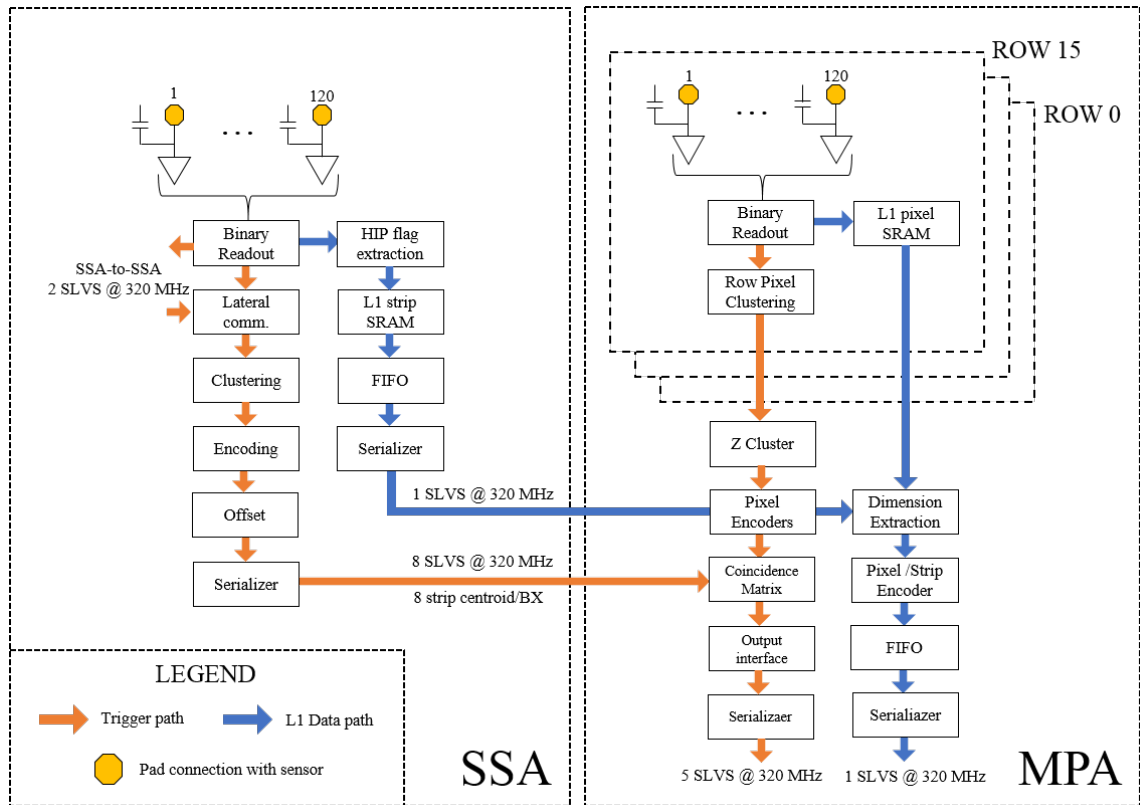 1
120
. . .
Binary
Readout
HIP flag
extraction
SSA-to-SSA
2 SLVS @ 320 MHz
Lateral
comm.
L1 strip
SRAM
Clustering
FIFO
Encoding
Serializer
Offset
Serializer
1 SLVS @ 320 MHz
8 SLVS @ 320 MHz
8 strip centroid/BX
LEGEND
Trigger path
L1 Data path
Pad connection with sensor
SSA
ROW 15
ROW 0
1
120
. . .
Binary
Readout
L1 pixel
SRAM
Row Pixel
Clustering
Z Cluster
Pixel
Encoders
Dimension
Extraction
Coincidence
Matrix
Pixel /Strip
Encoder
Output
interface
FIFO
Serializaer
Serialiazer
5 SLVS @ 320 MHz
1 SLVS @ 320 MHz
MPA